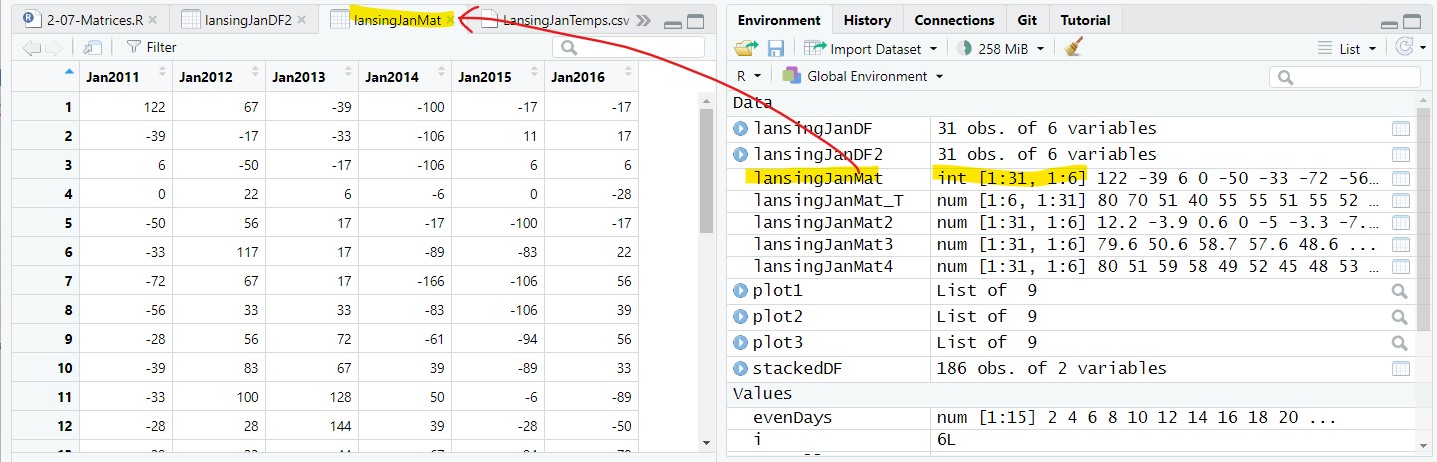 2-07-Matrices.R lansingJanDF2 lansingJanMat LansingJanTemps.csv
Filter
Jan2011 Jan2012 Jan2013 Jan2014 Jan2015 Jan2016
1 122 67 -39 -100 -17 -17
2 -39 -17 -33 -106 11 17
3 6 -50 -17 -106 6 6
4 0 22 6 -6 0 -28
5 -50 56 17 -17 -100 -17
6 -33 117 17 -89 -83 22
7 -72 67 17 -166 -106 56
8 -56 33 33 -83 -106 39
9 -28 56 72 -61 -94 56
10 -39 83 67 39 -89 33
11 -33 100 128 50 -6 -89
12 -28 28 144 39 -28 -50
Environment History Connections Git Tutorial
Import Dataset 258 MiB List
R Global Environment
Data
lansingJanDF 31 obs. of 6 variables
lansingJanDF2 31 obs. of 6 variables
lansingJanMat int [1:31, 1:6] 122 -39 6 0 -50 -33 -72 -56…
lansingJanMat_T num [1:6, 1:31] 80 70 51 40 55 55 51 55 52 …
lansingJanMat2 num [1:31, 1:6] 12.2 -3.9 0.6 0 -5 -3.3 -7.…
lansingJanMat3 num [1:31, 1:6] 79.6 50.6 58.7 57.6 48.6 ...
lansingJanMat4 num [1:31, 1:6] 80 51 59 58 49 52 45 48 53 …
plot1 List of 9
plot2 List of 9
plot3 List of 9
stackedDF 186 obs. of 2 variables
Values
evenDays num [1:15] 2 4 6 8 10 12 14 16 18 20 ...
i 6L